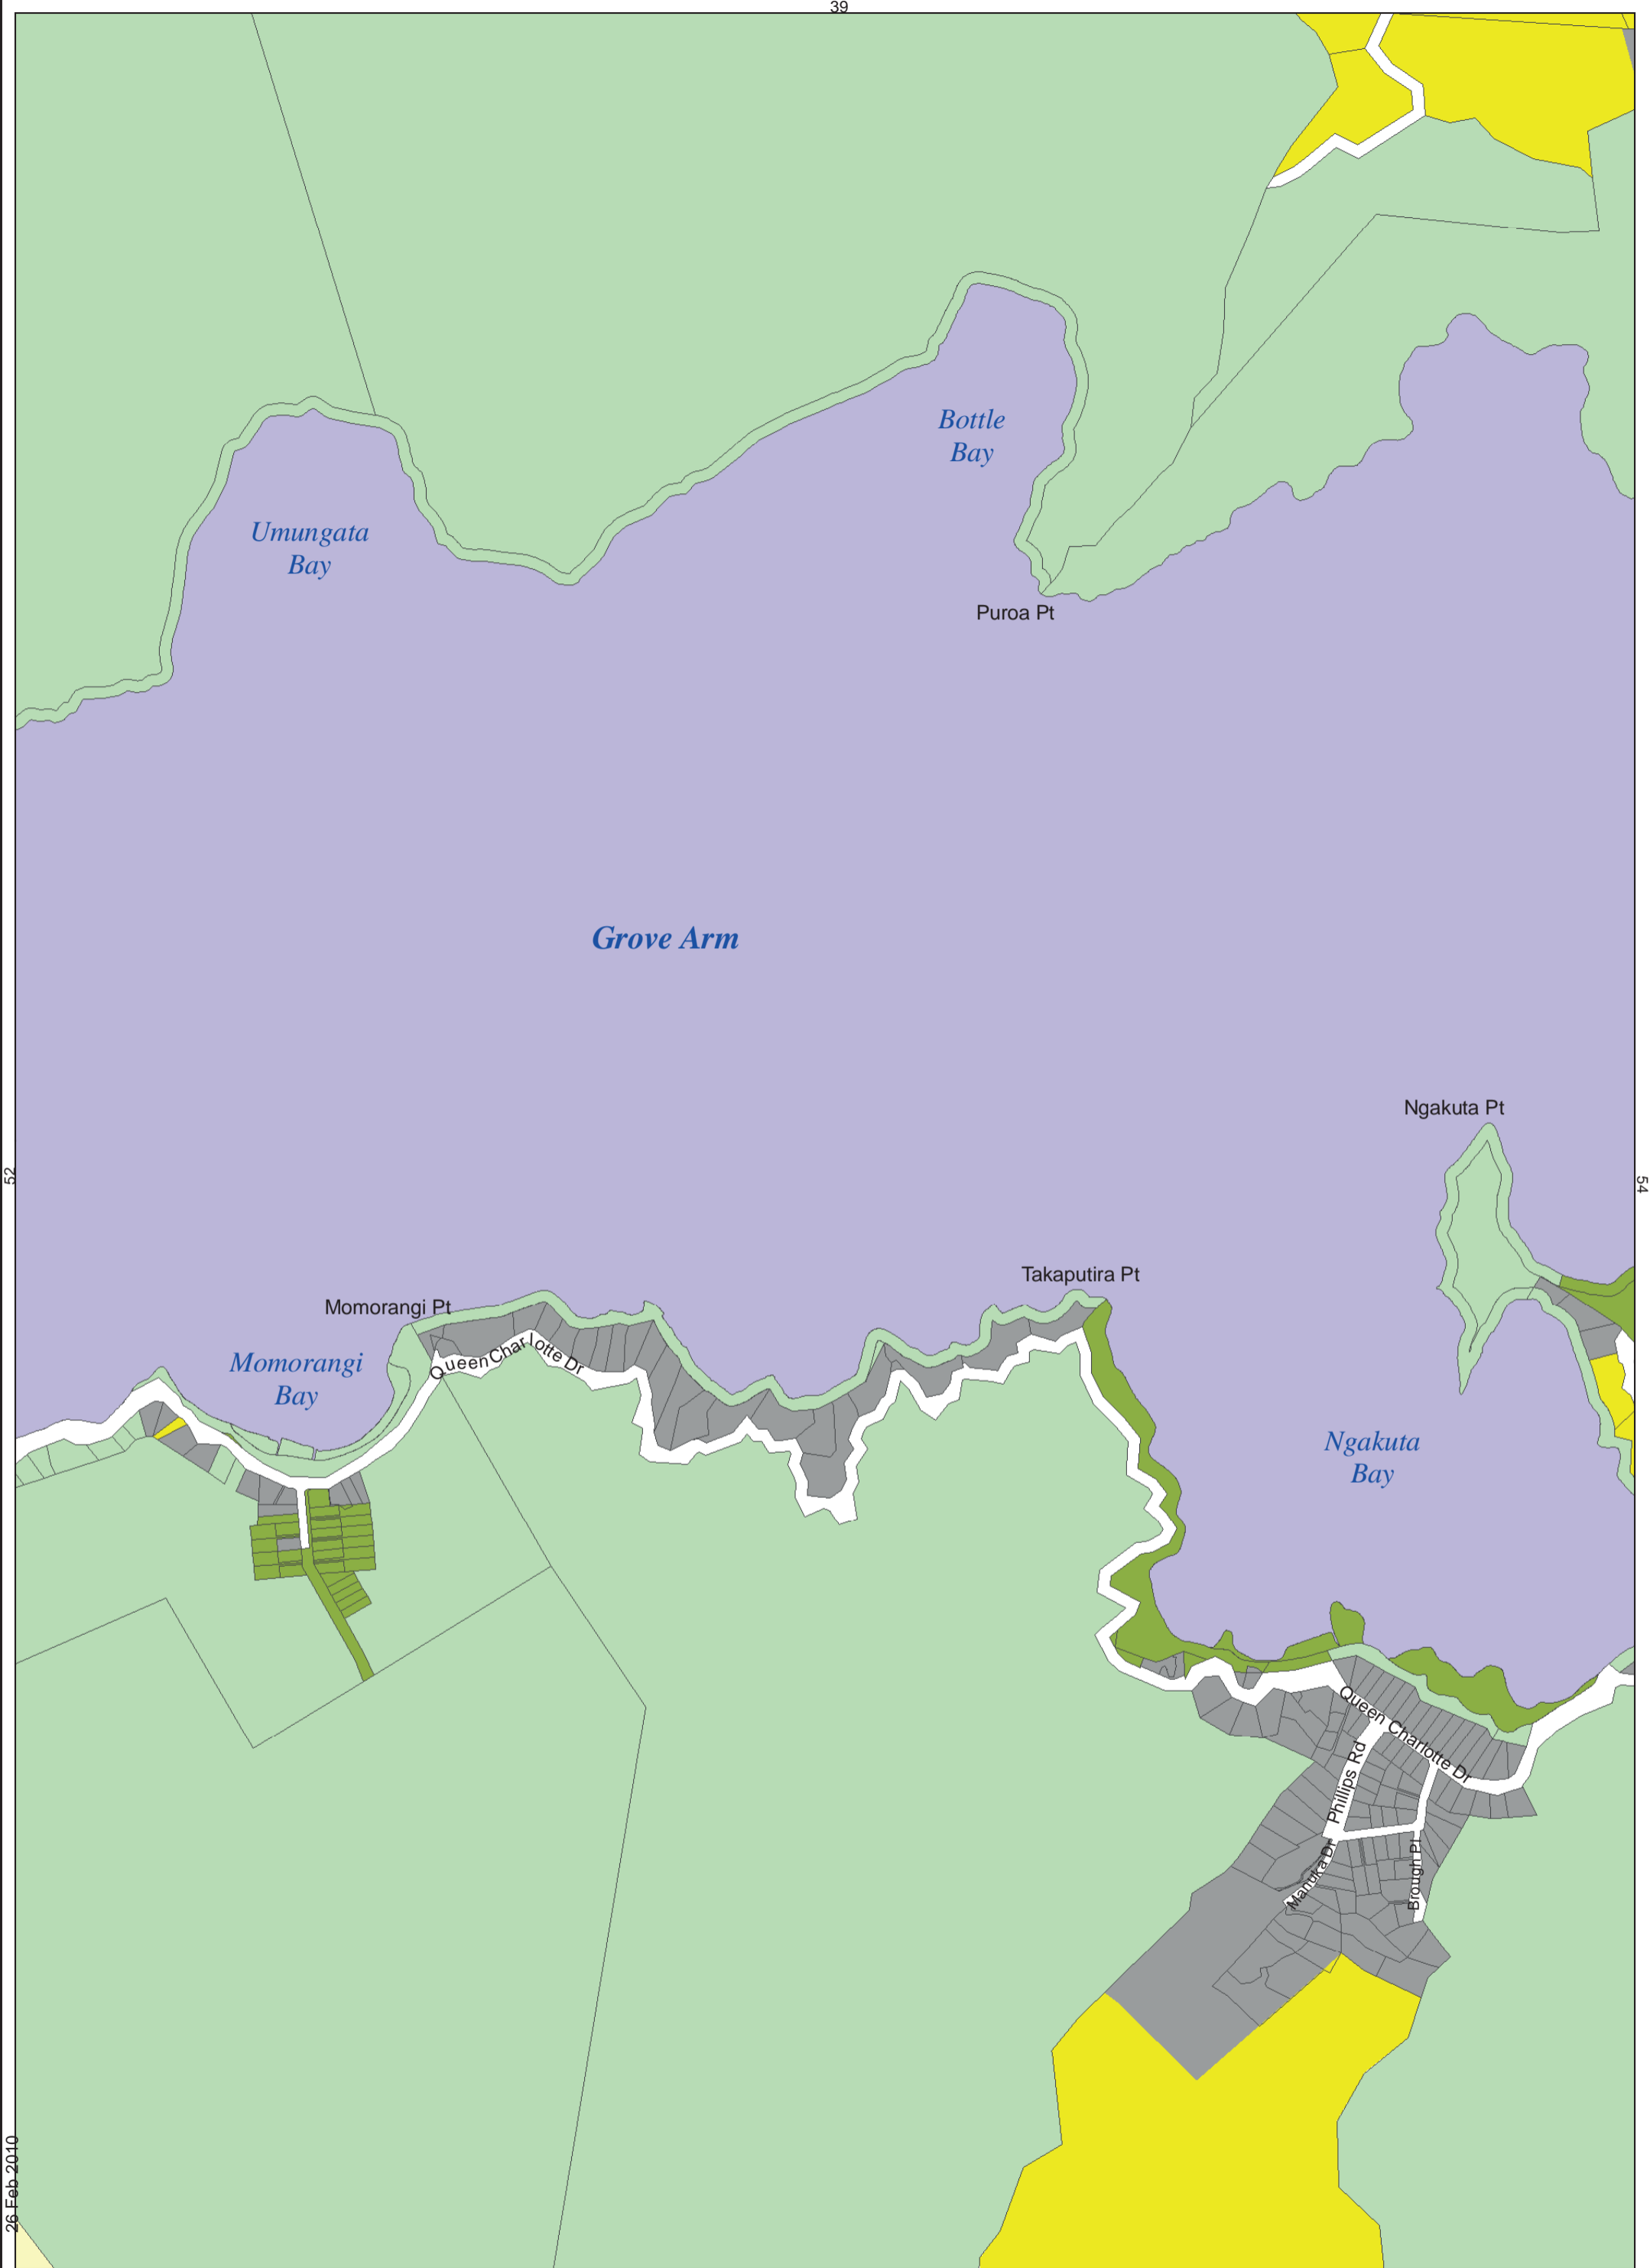 39
Bottle
Bay
Umungata
Bay
Puroa Pt
Grove Arm
Ngakuta Pt
52
54
Takaputira Pt
Momorangi Pt
Queen Charlotte Dr
Momorangi
Bay
Ngakuta
Bay
Queen Charlotte Dr
Phillips Rd
Manuka Dr
Brough Pl
26 Feb 2010